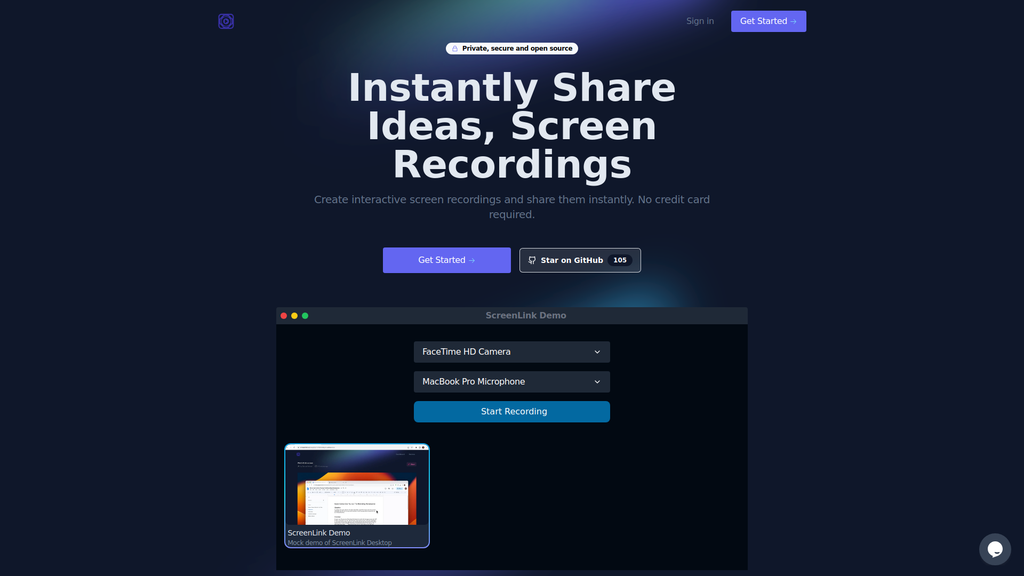 Sign in
Get Started →
Private, secure and open source
Instantly Share
Ideas, Screen
Recordings
Create interactive screen recordings and share them instantly. No credit card
required.
Get Started →
Star on GitHub 105
ScreenLink Demo
FaceTime HD Camera
MacBook Pro Microphone
Start Recording
ScreenLink Demo
Mock demo of ScreenLink Desktop